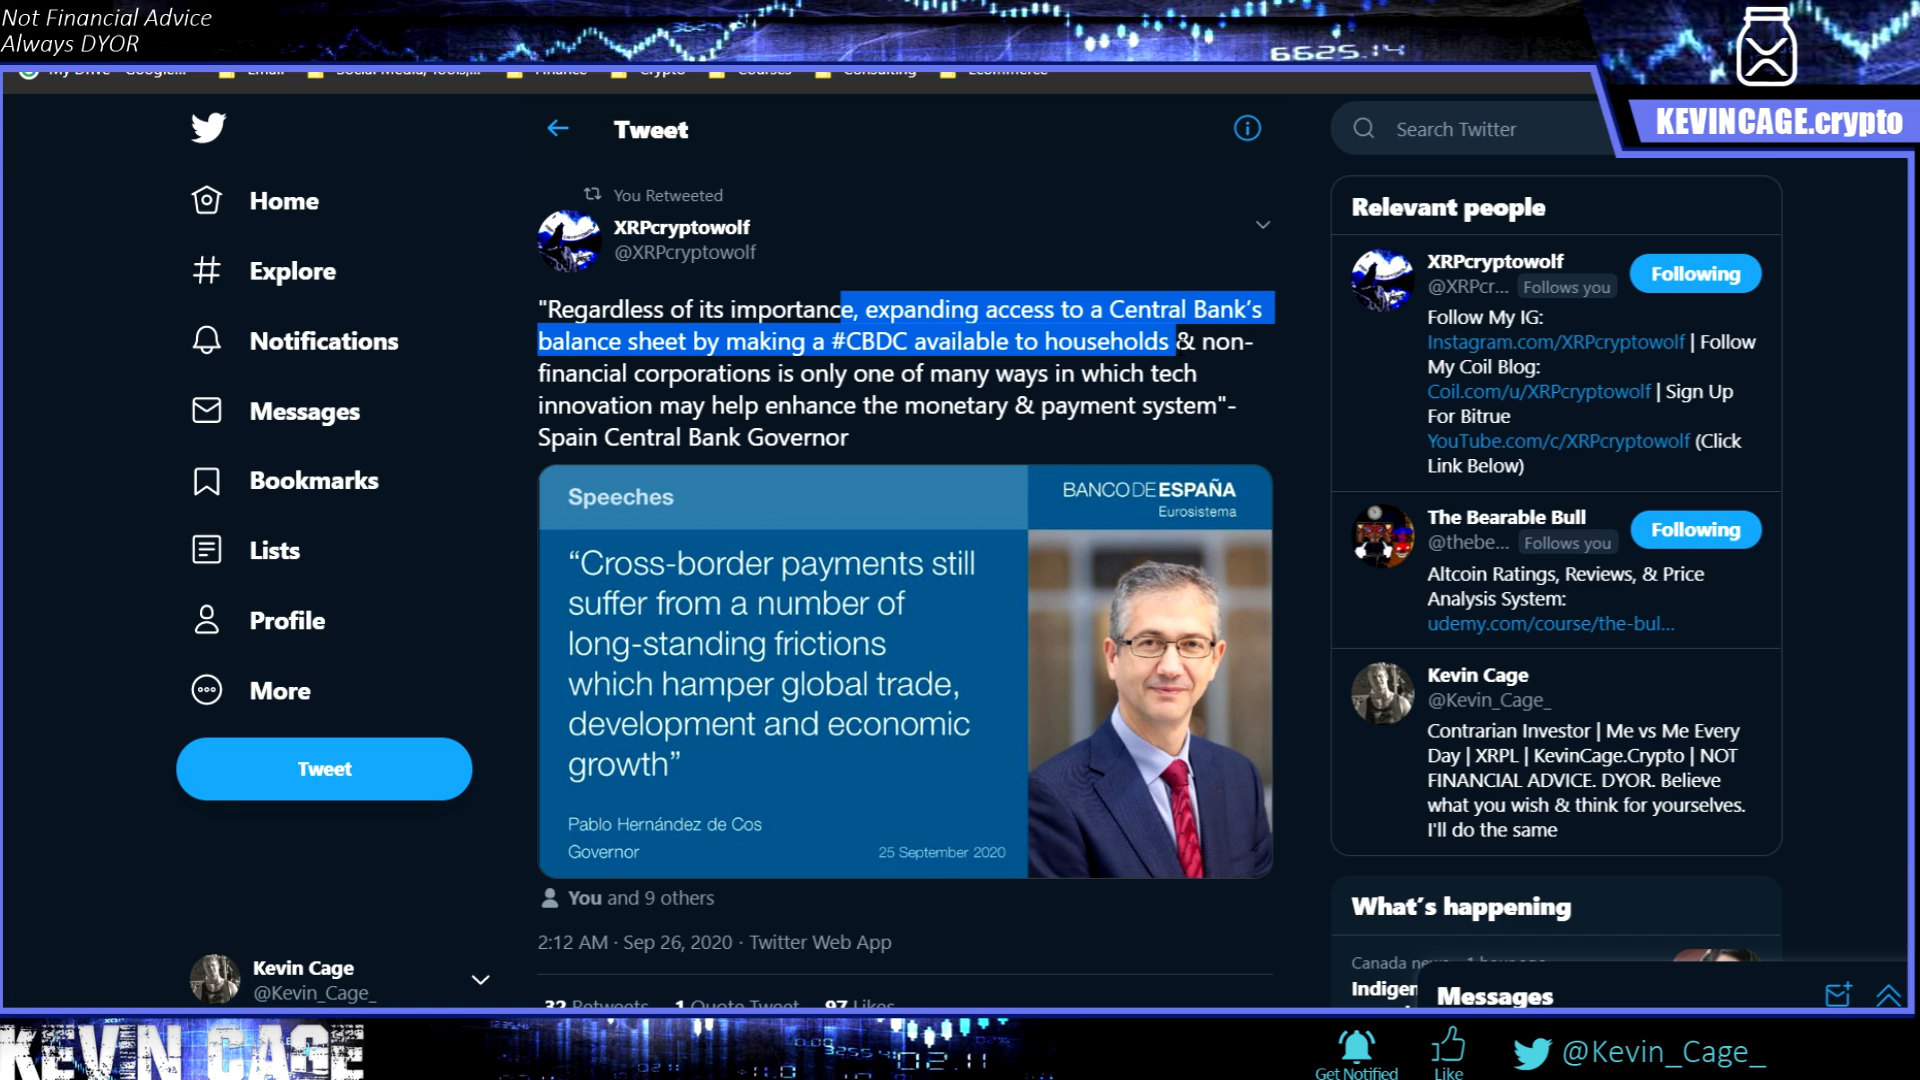 Not Financial Advice
Always DYOR
6625.14
My Drive - Google... Email Social Media, Tools,... Finance Crypto Courses Consulting Ecommerce
KEVINCAGE.crypto
Tweet
Search Twitter
Home
Explore
Notifications
Messages
Bookmarks
Lists
Profile
More
Tweet
Kevin Cage
@Kevin_Cage_
You Retweeted
XRPcryptowolf
@XRPcryptowolf
"Regardless of its importance, expanding access to a Central Bank’s
balance sheet by making a #CBDC available to households & non-
financial corporations is only one of many ways in which tech
innovation may help enhance the monetary & payment system"-
Spain Central Bank Governor
Speeches
BANCO DE ESPAÑA
Eurosistema
“Cross-border payments still
suffer from a number of
long-standing frictions
which hamper global trade,
development and economic
growth”
Pablo Hernández de Cos
Governor
25 September 2020
You and 9 others
2:12 AM · Sep 26, 2020 · Twitter Web App
32 Retweets 1 Quote Tweet 97 Likes
Relevant people
XRPcryptowolf
@XRPcr... Follows you
Following
Follow My IG:
Instagram.com/XRPcryptowolf | Follow
My Coil Blog:
Coil.com/u/XRPcryptowolf | Sign Up
For Bitrue
YouTube.com/c/XRPcryptowolf (Click
Link Below)
The Bearable Bull
@thebe... Follows you
Following
Altcoin Ratings, Reviews, & Price
Analysis System:
udemy.com/course/the-bul...
Kevin Cage
@Kevin_Cage_
Contrarian Investor | Me vs Me Every
Day | XRPL | KevinCage.Crypto | NOT
FINANCIAL ADVICE. DYOR. Believe
what you wish & think for yourselves.
I'll do the same
What’s happening
Canada
Indigen
Messages
KEVIN CAGE
02.11
Get Notified
Like
@Kevin_Cage_